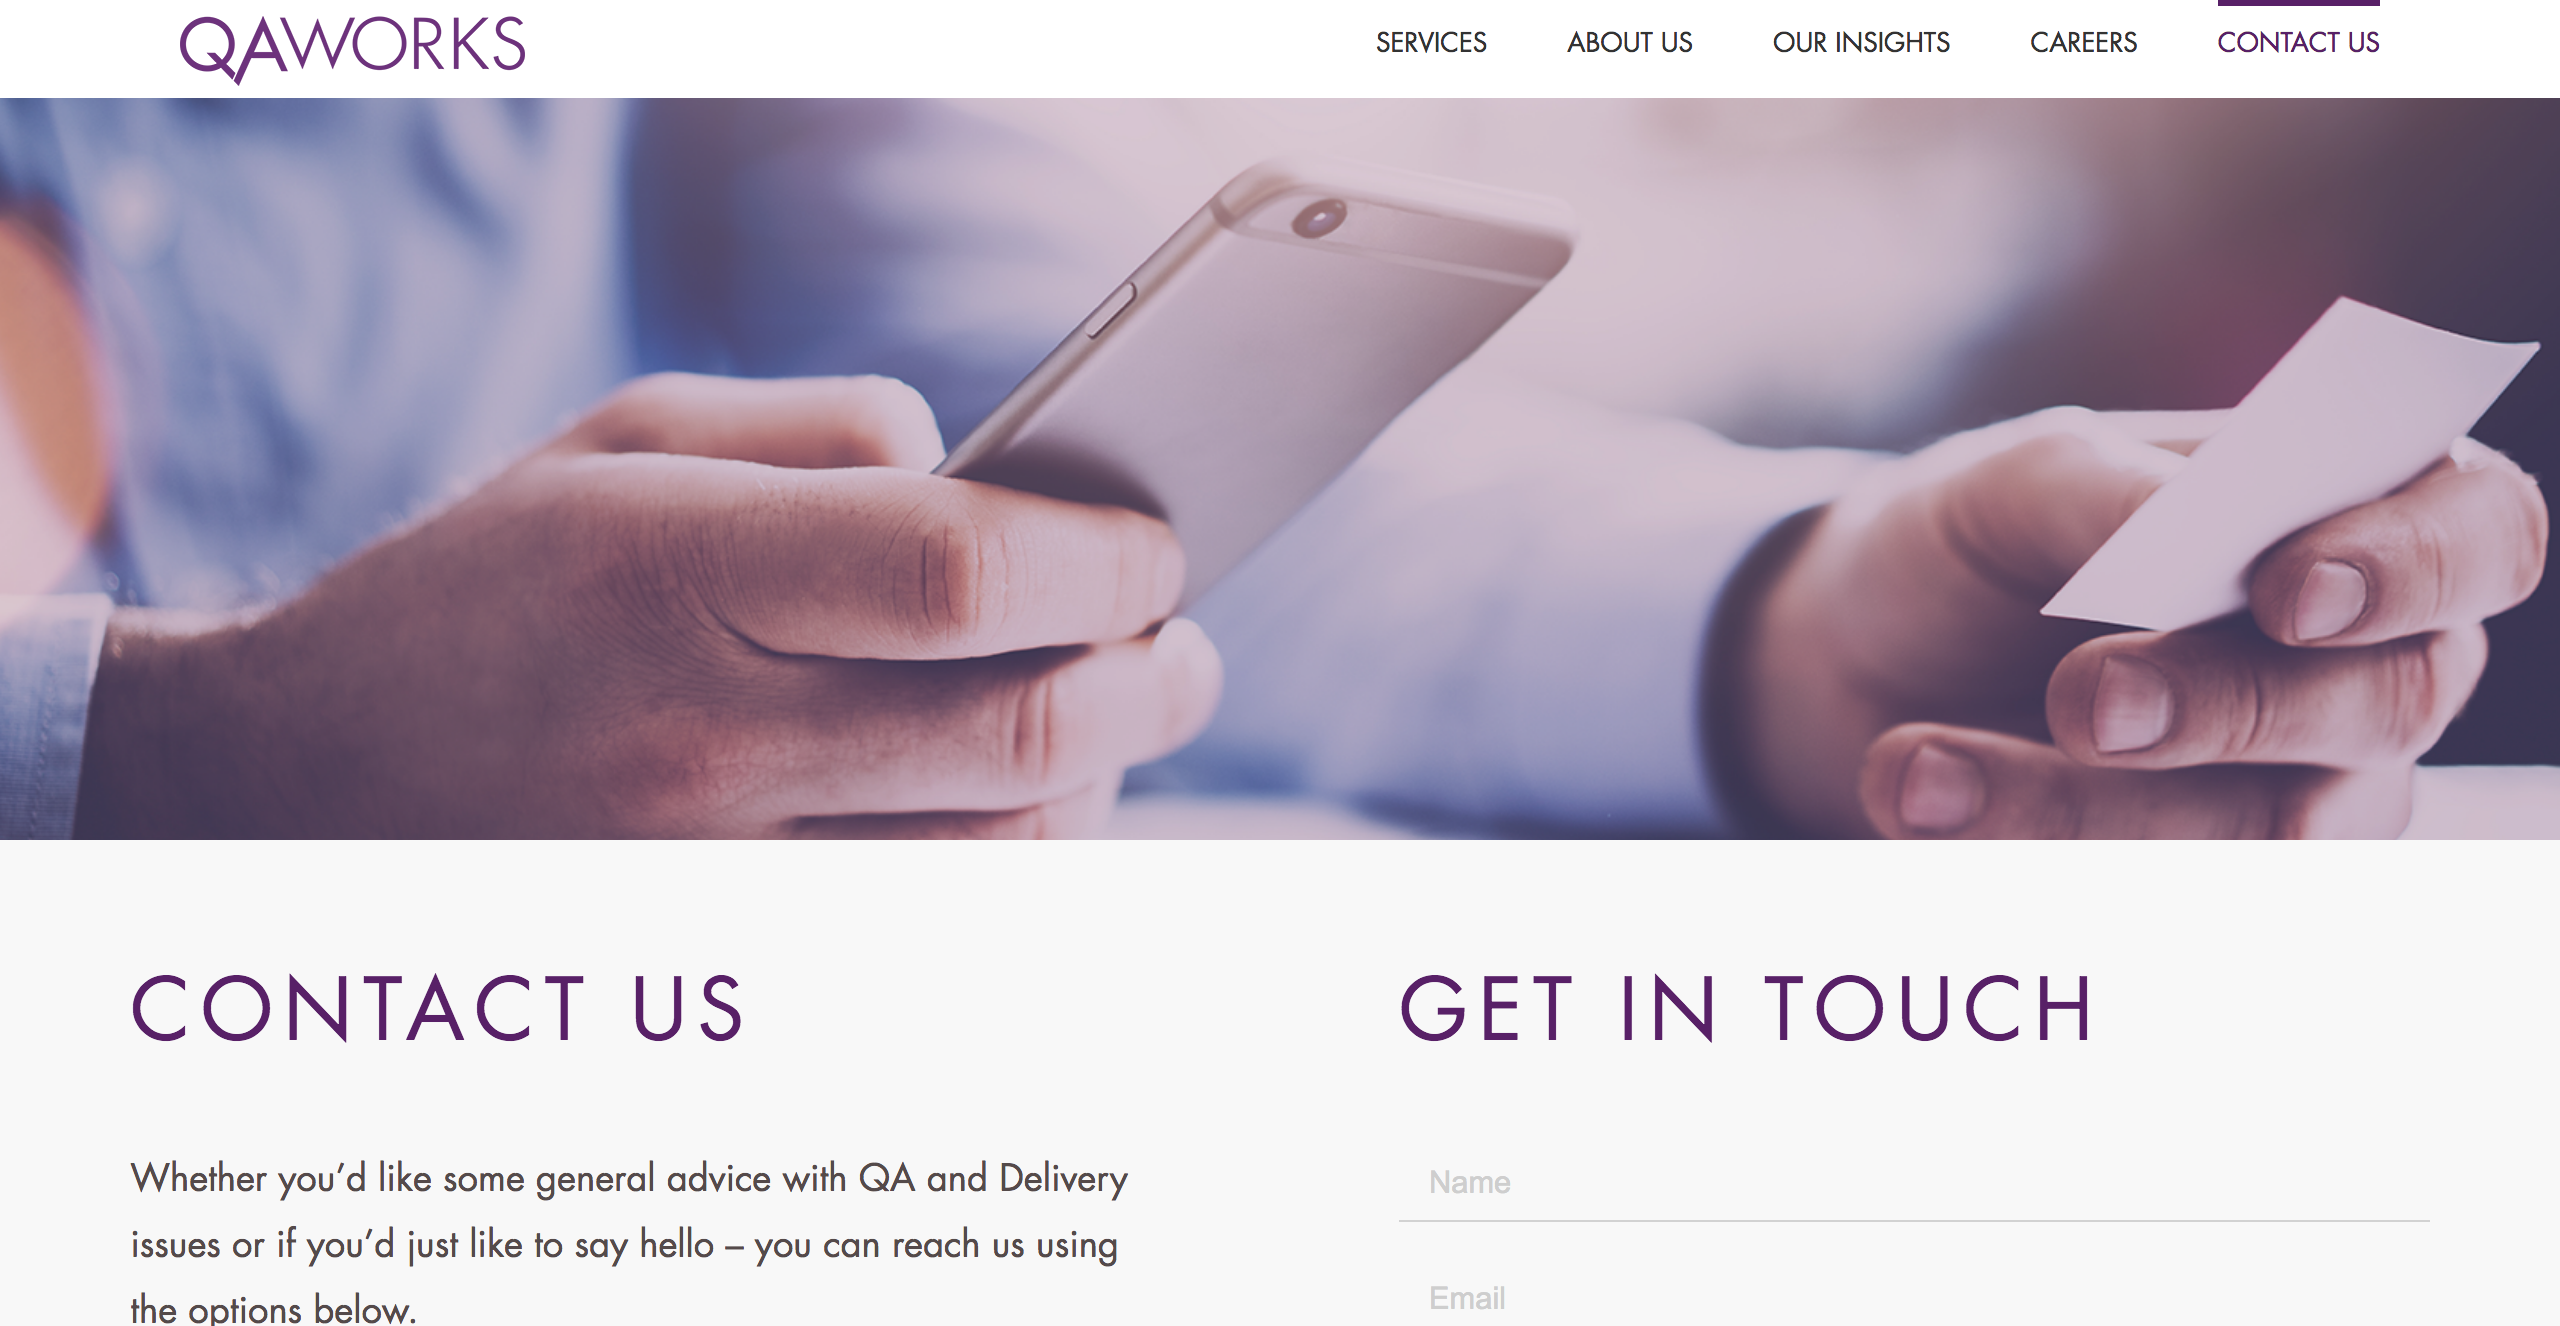 QAWORKS
SERVICES ABOUT US OUR INSIGHTS CAREERS CONTACT US
CONTACT US
Whether you’d like some general advice with QA and Delivery
issues or if you’d just like to say hello – you can reach us using
the options below.
GET IN TOUCH
Name
Email